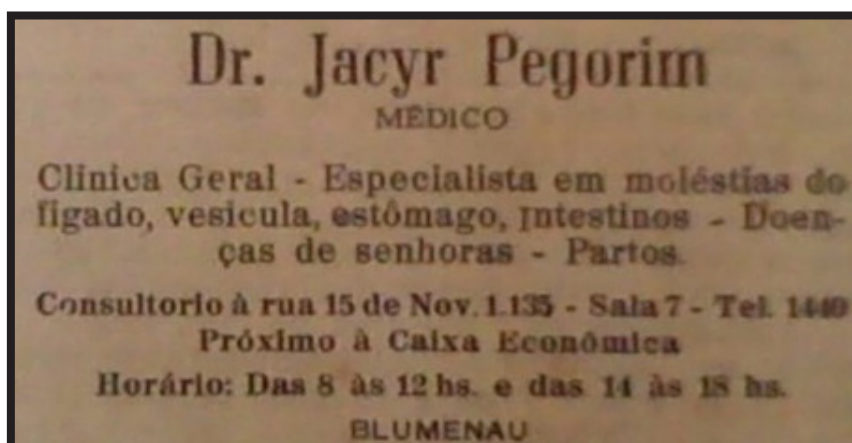 Dr. Jacyr Pegorim
MÉDICO
Clinica Geral - Especialista em moléstias do
figado, vesicula, estômago, Intestinos - Doen-
ças de senhoras - Partos.
Consultorio à rua 15 de Nov. 1.135 - Sala 7 - Tel. 1440
Próximo à Caixa Econômica
Horário: Das 8 às 12 hs. e das 14 às 18 hs.
BLUMENAU